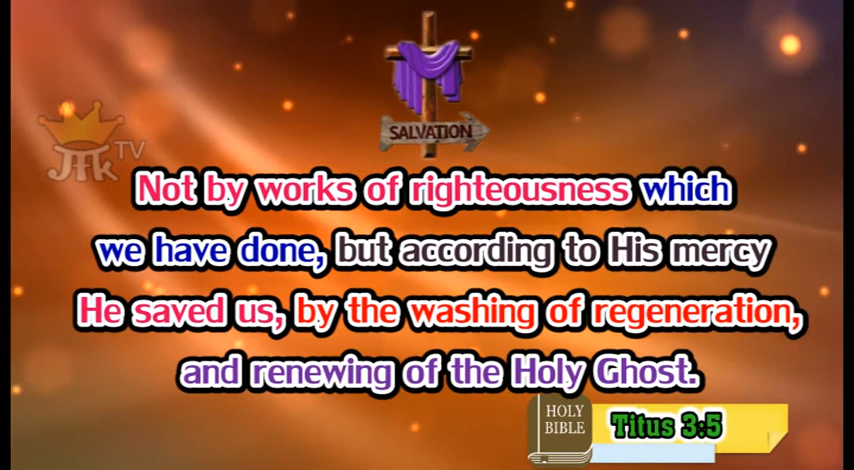 SALVATION
JTK TV
Not by works of righteousness which
we have done, but according to His mercy
He saved us, by the washing of regeneration,
and renewing of the Holy Ghost.
HOLY
BIBLE
Titus 3:5